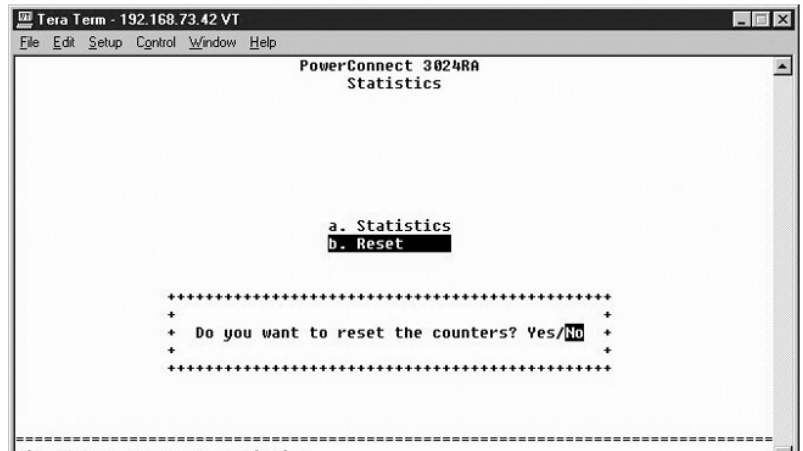 Tera Term - 192.168.73.42 VT
File Edit Setup Control Window Help
PowerConnect 3024RA
Statistics
a. Statistics
b. Reset
+++++++++++++++++++++++++++++++++++++++++++++++
+ +
+ Do you want to reset the counters? Yes/No +
+ +
+++++++++++++++++++++++++++++++++++++++++++++++